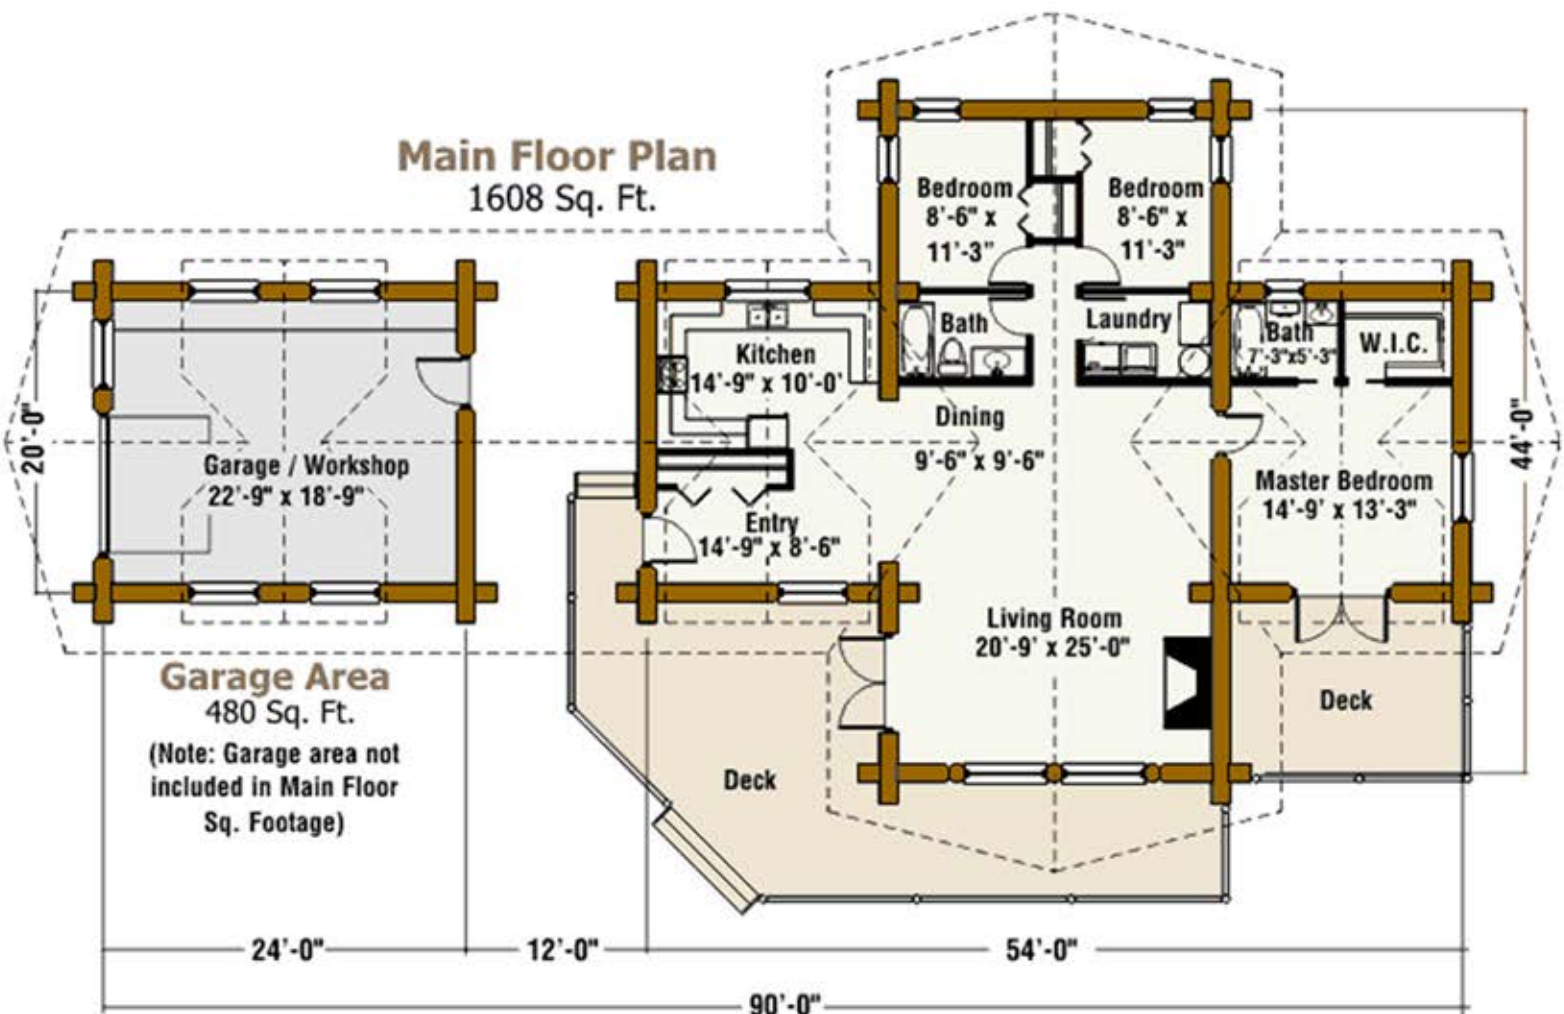 Main Floor Plan
1608 Sq. Ft.
Bedroom
8'-6" x
11'-3"
Bedroom
8'-6" x
11'-3"
Bath
Laundry
Bath
7'-3"x5'-3"
W.I.C.
Kitchen
14'-9" x 10'-0'
Dining
9'-6" x 9'-6"
20'-0"
44'-0"
Garage / Workshop
22'-9" x 18'-9"
Master Bedroom
14'-9' x 13'-3"
Entry
14'-9" x 8'-6"
Living Room
20'-9' x 25'-0"
Garage Area
480 Sq. Ft.
(Note: Garage area not
included in Main Floor
Sq. Footage)
Deck
Deck
24'-0"
12'-0"
54'-0"
90'-0"